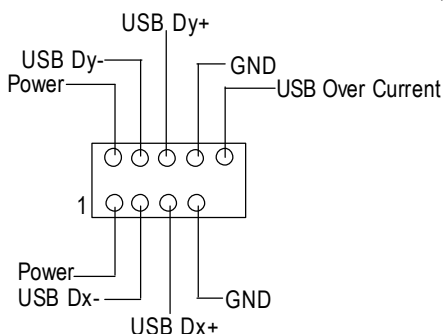 USB Dy+
USB Dy-
GND
Power
USB Over Current
1
Power
USB Dx-
GND
USB Dx+